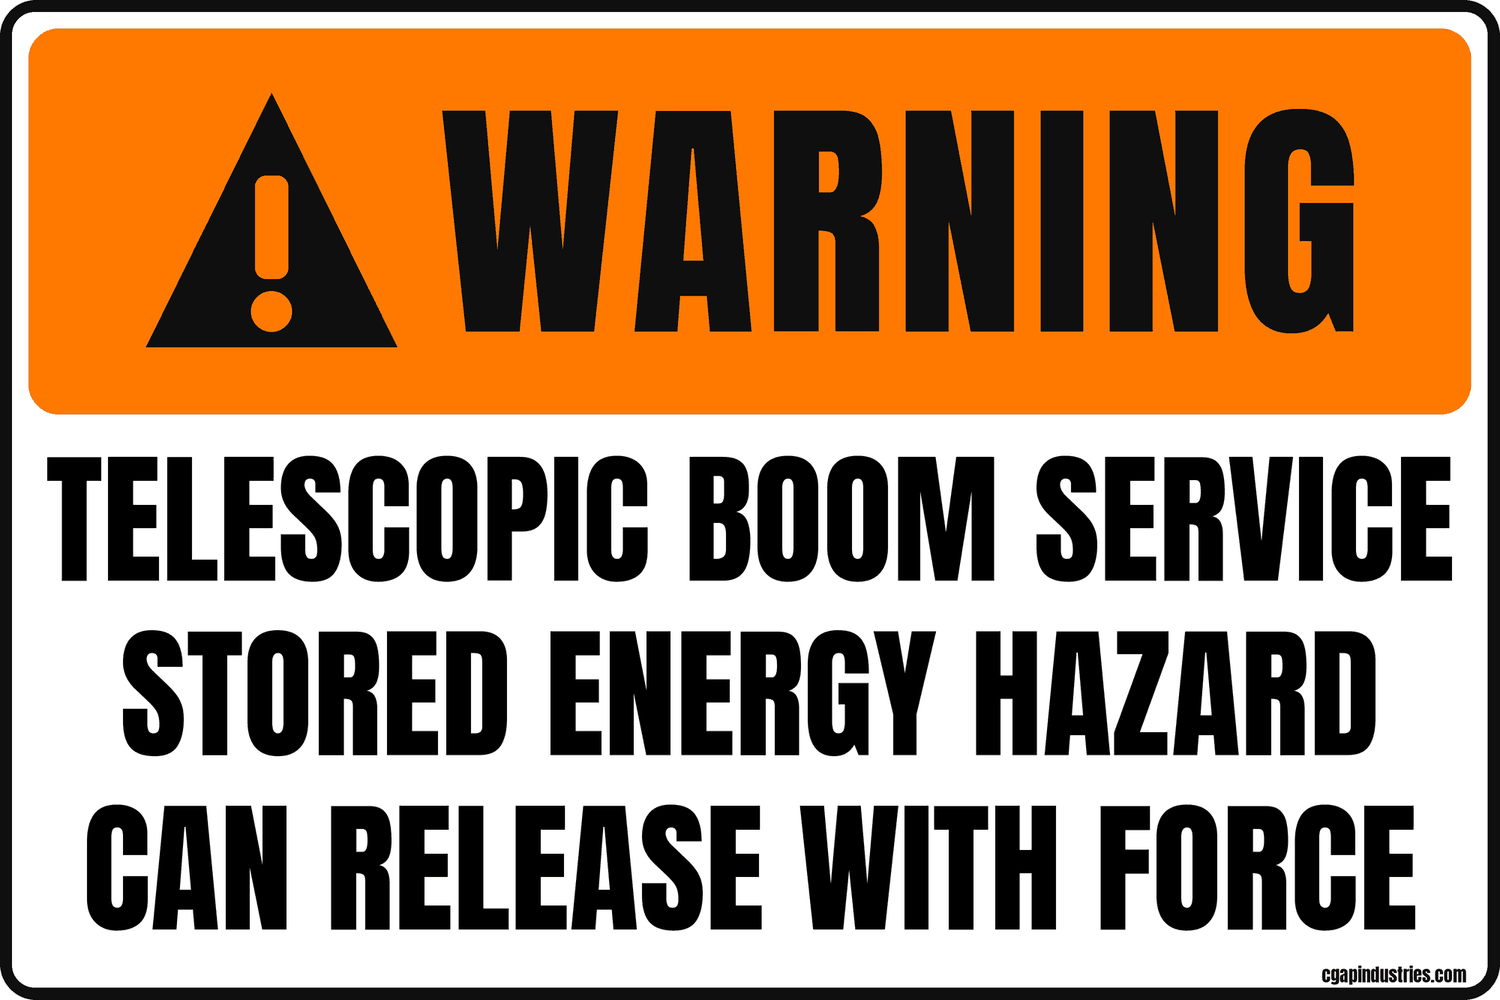 WARNING
TELESCOPIC BOOM SERVICE
STORED ENERGY HAZARD
CAN RELEASE WITH FORCE
cgapindustries.com